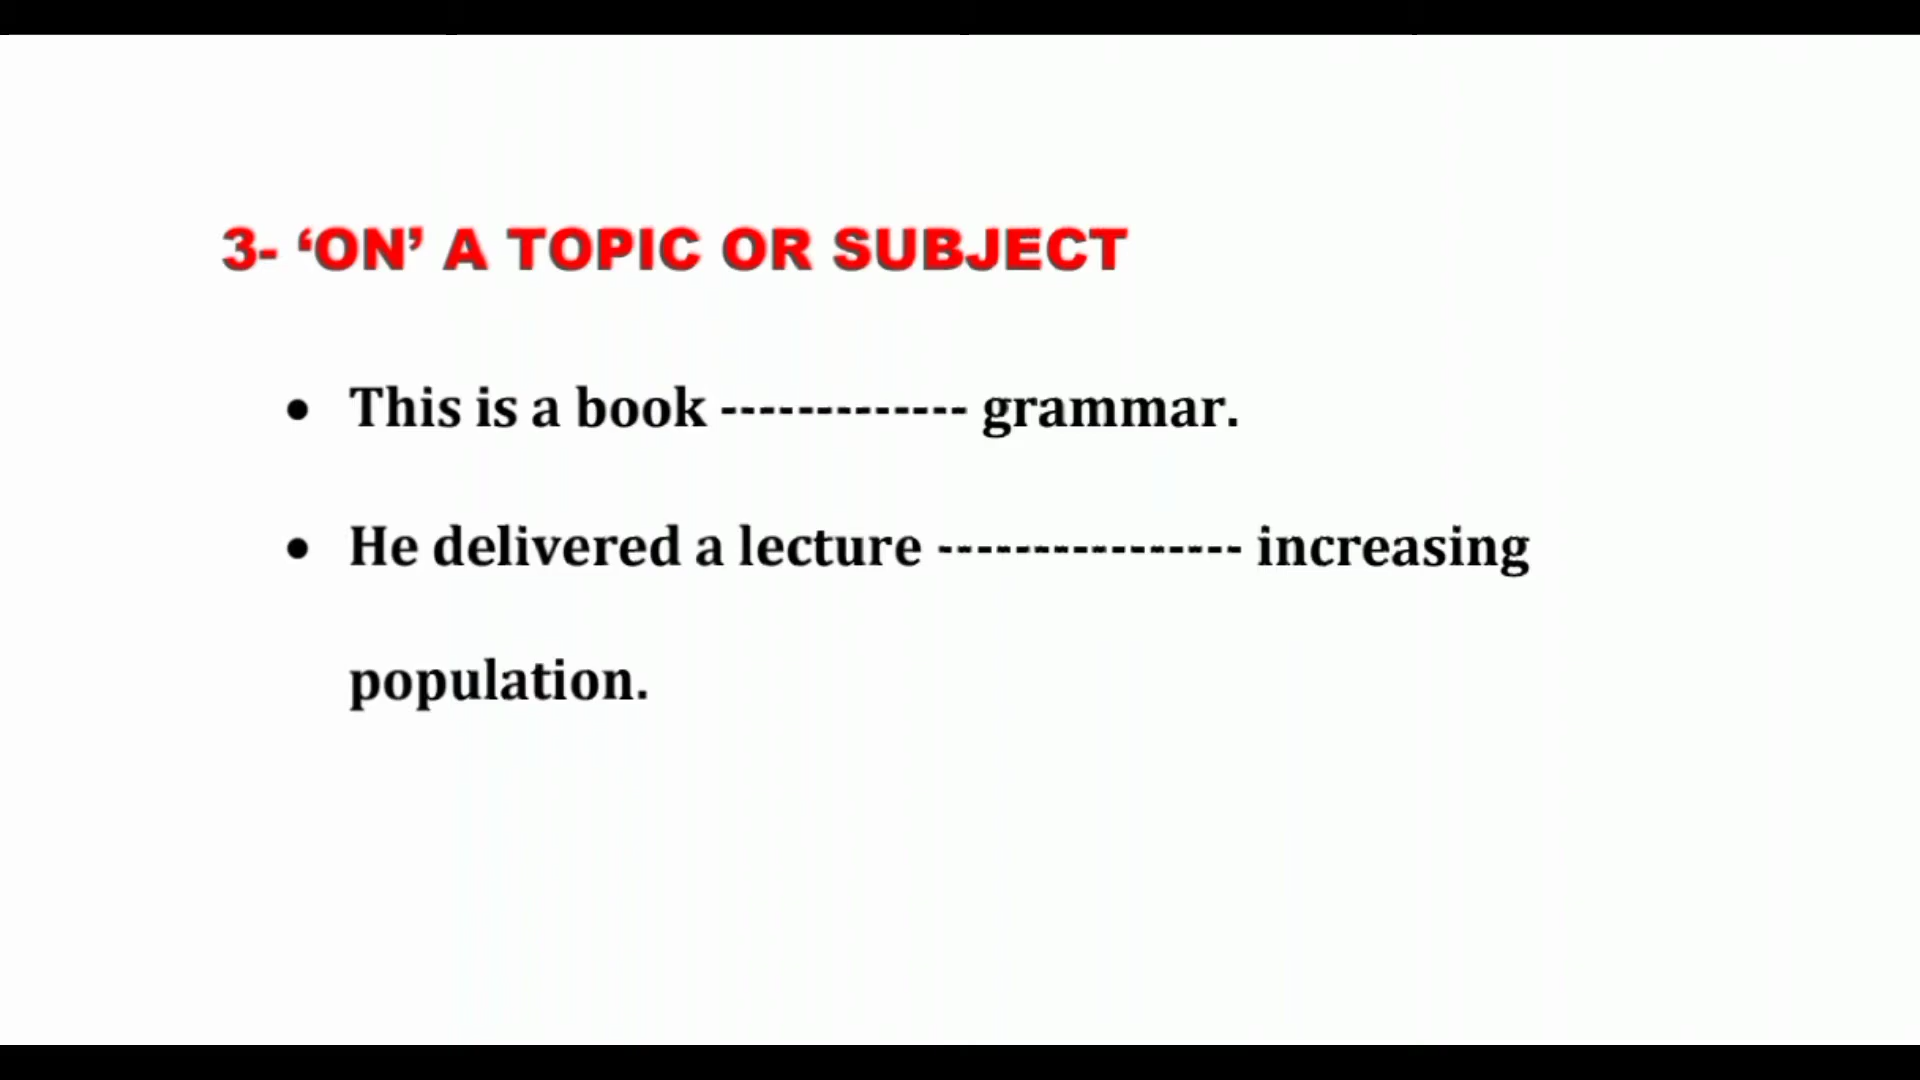 3- ‘ON’ A TOPIC OR SUBJECT
• This is a book ------------- grammar.
• He delivered a lecture ---------------- increasing
population.